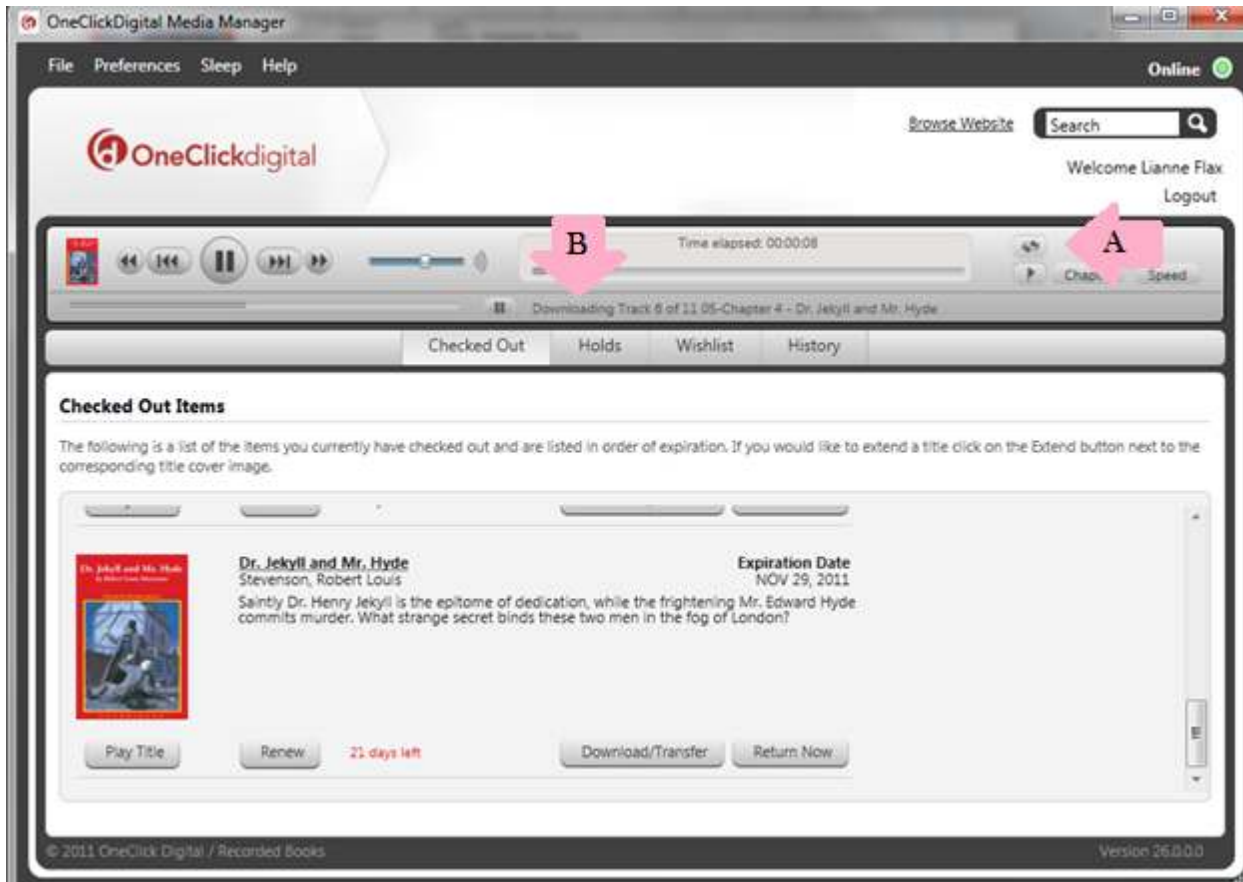 OneClickDigital Media Manager
File Preferences Sleep Help
Online
Browse Website
Search
OneClickdigital
Welcome Lianne Flax
Logout
B
Time elapsed: 00:00:08
A
Speed
Downloading Track 6 of 11 05-Chapter 4 - Dr. Jekyll and Mr. Hyde
Checked Out Holds Wishlist History
Checked Out Items
The following is a list of the items you currently have checked out and are listed in order of expiration. If you would like to extend a title click on the Extend button next to the
corresponding title cover image.
Dr. Jekyll and Mr. Hyde
Dr. Jekyll and Mr. Hyde
Stevenson, Robert Louis
Expiration Date
NOV 29, 2011
Saintly Dr. Henry Jekyll is the epitome of dedication, while the frightening Mr. Edward Hyde
commits murder. What strange secret binds these two men in the fog of London?
Play Title Renew 21 days left Download/Transfer Return Now
© 2011 OneClick Digital / Recorded Books
Version 26.0.0.0